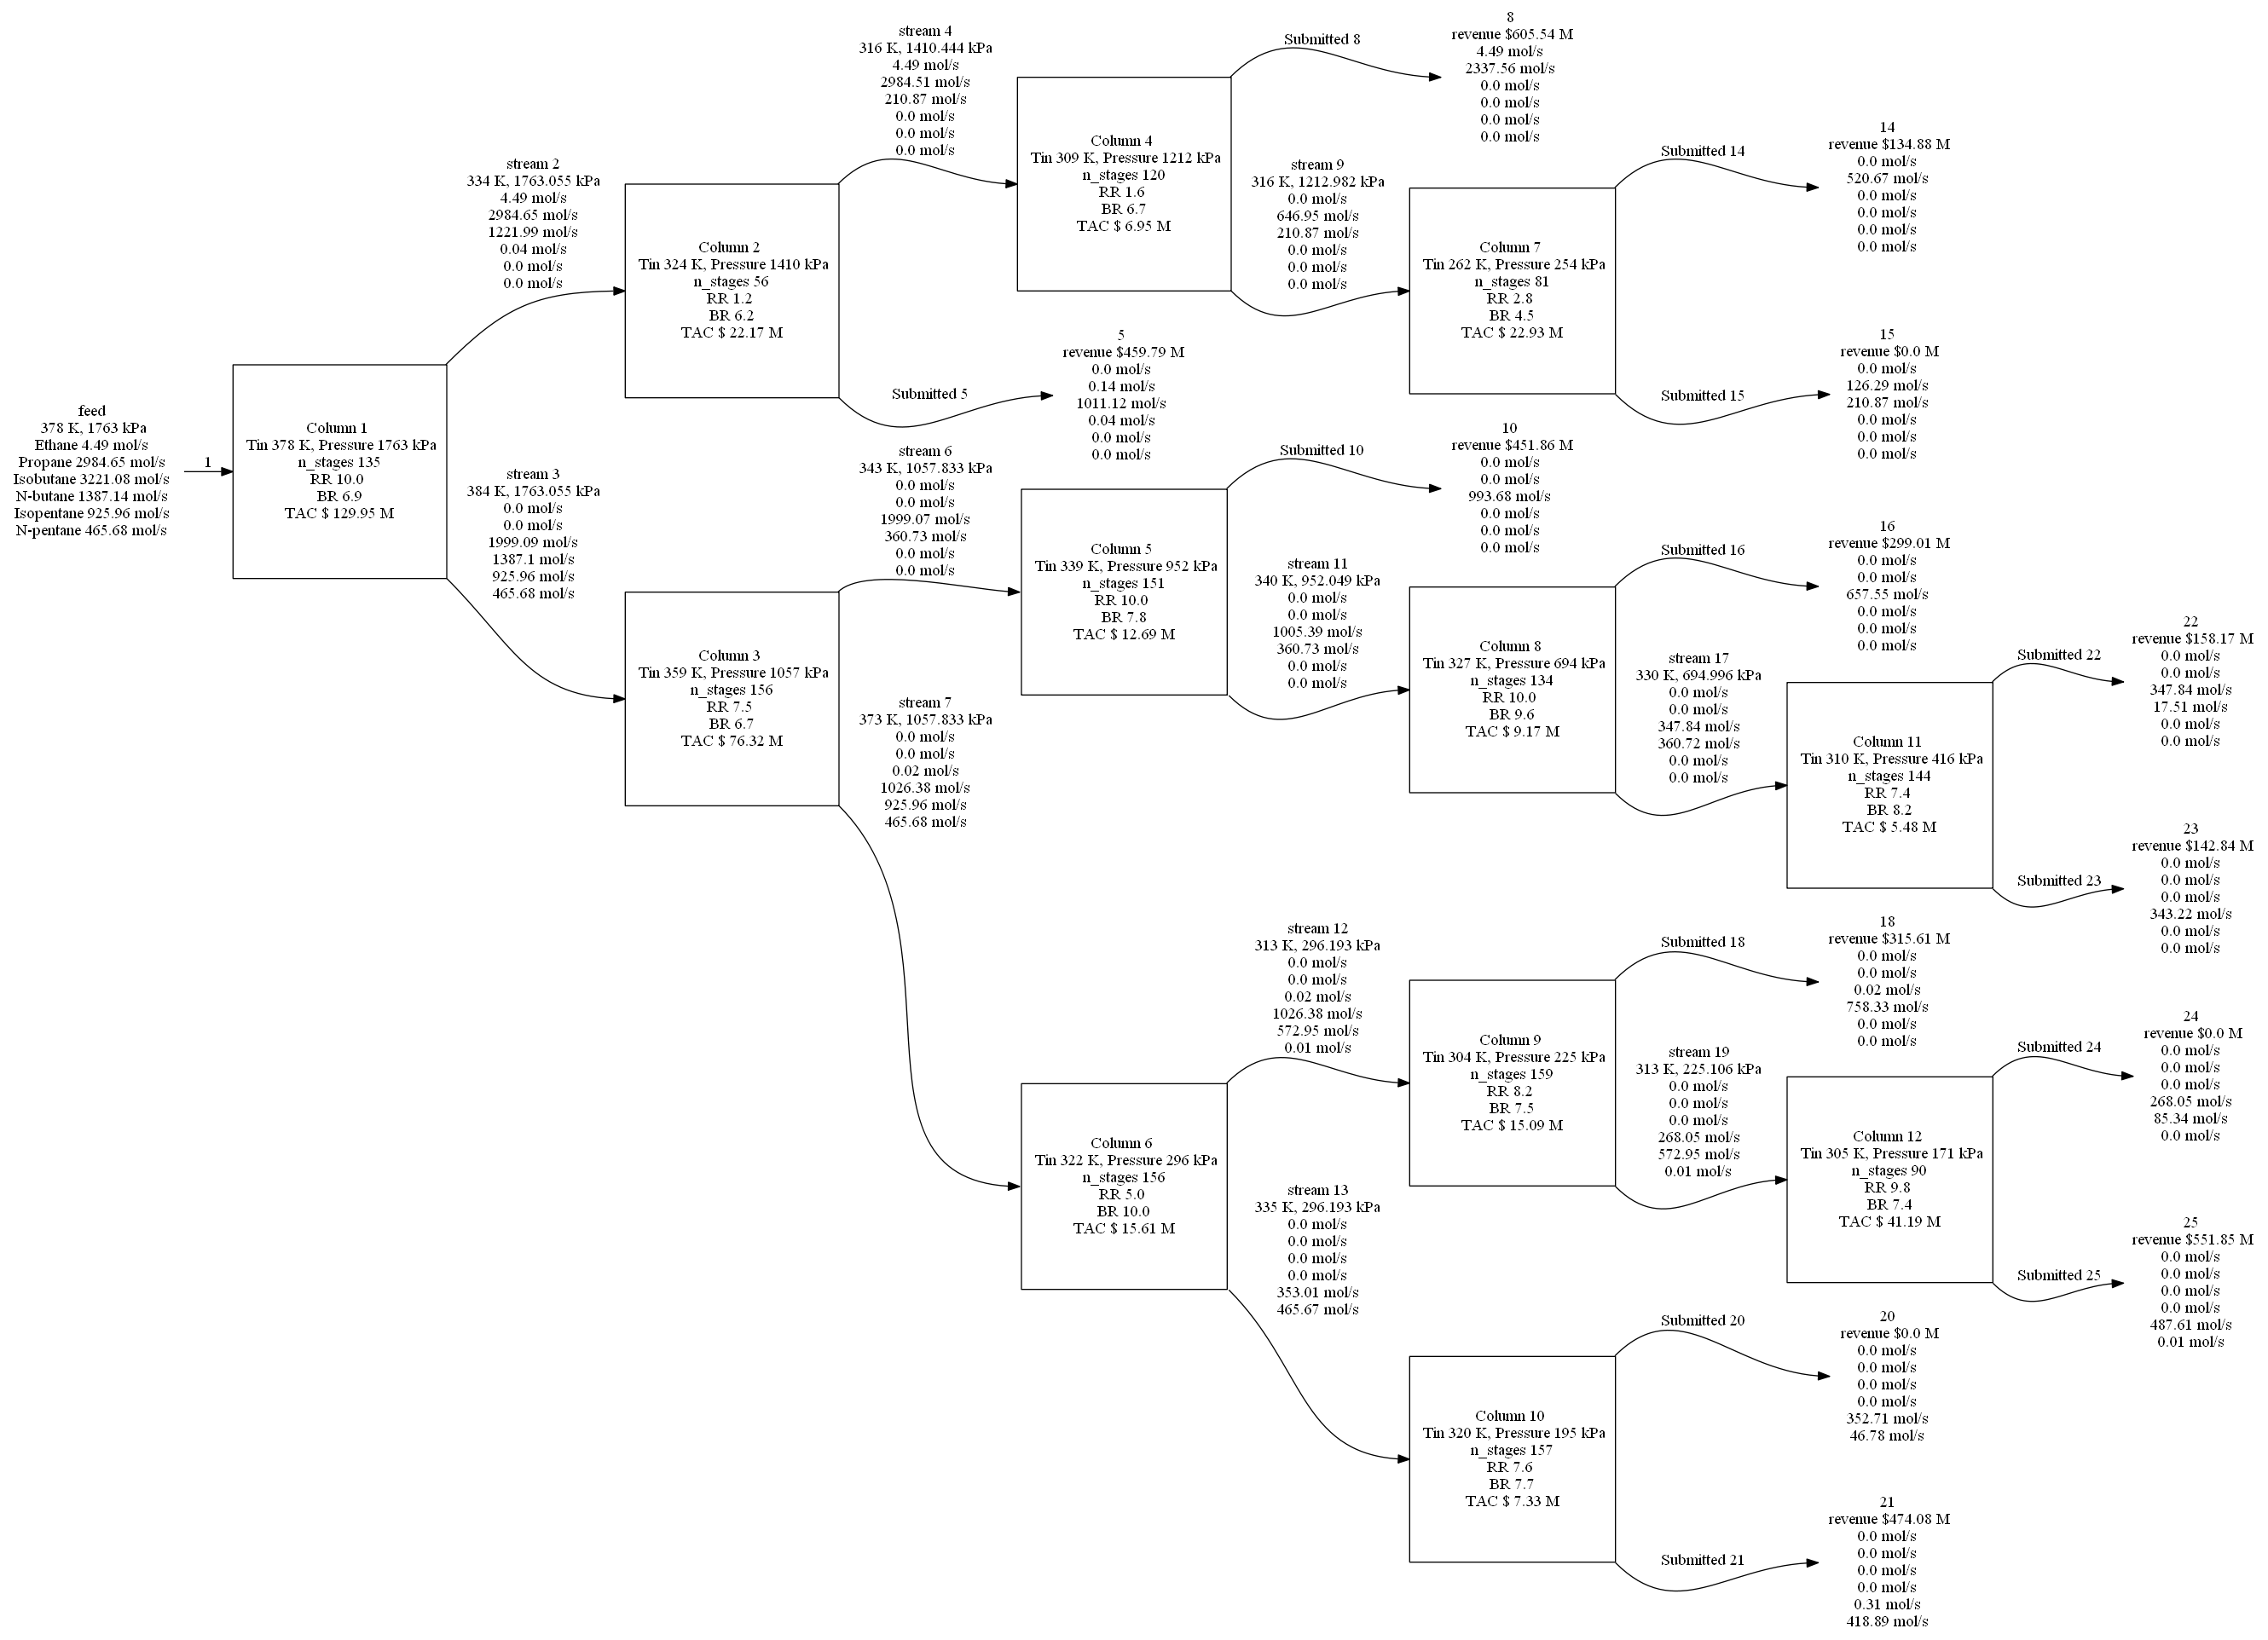 feed
378 K, 1763 kPa
Ethane 4.49 mol/s
Propane 2984.65 mol/s
Isobutane 3221.08 mol/s
N-butane 1387.14 mol/s
Isopentane 925.96 mol/s
N-pentane 465.68 mol/s
1
Column 1
Tin 378 K, Pressure 1763 kPa
n_stages 135
RR 10.0
BR 6.9
TAC $ 129.95 M
stream 2
334 K, 1763.055 kPa
4.49 mol/s
2984.65 mol/s
1221.99 mol/s
0.04 mol/s
0.0 mol/s
0.0 mol/s
stream 3
384 K, 1763.055 kPa
0.0 mol/s
0.0 mol/s
1999.09 mol/s
1387.1 mol/s
925.96 mol/s
465.68 mol/s
Column 2
Tin 324 K, Pressure 1410 kPa
n_stages 56
RR 1.2
BR 6.2
TAC $ 22.17 M
Column 3
Tin 359 K, Pressure 1057 kPa
n_stages 156
RR 7.5
BR 6.7
TAC $ 76.32 M
stream 4
316 K, 1410.444 kPa
4.49 mol/s
2984.51 mol/s
210.87 mol/s
0.0 mol/s
0.0 mol/s
0.0 mol/s
Submitted 5
stream 6
343 K, 1057.833 kPa
0.0 mol/s
0.0 mol/s
1999.07 mol/s
360.73 mol/s
0.0 mol/s
0.0 mol/s
stream 7
373 K, 1057.833 kPa
0.0 mol/s
0.0 mol/s
0.02 mol/s
1026.38 mol/s
925.96 mol/s
465.68 mol/s
Column 4
Tin 309 K, Pressure 1212 kPa
n_stages 120
RR 1.6
BR 6.7
TAC $ 6.95 M
5
revenue $459.79 M
0.0 mol/s
0.14 mol/s
1011.12 mol/s
0.04 mol/s
0.0 mol/s
0.0 mol/s
Column 5
Tin 339 K, Pressure 952 kPa
n_stages 151
RR 10.0
BR 7.8
TAC $ 12.69 M
Column 6
Tin 322 K, Pressure 296 kPa
n_stages 156
RR 5.0
BR 10.0
TAC $ 15.61 M
Submitted 8
stream 9
316 K, 1212.982 kPa
0.0 mol/s
646.95 mol/s
210.87 mol/s
0.0 mol/s
0.0 mol/s
0.0 mol/s
Submitted 10
stream 11
340 K, 952.049 kPa
0.0 mol/s
0.0 mol/s
1005.39 mol/s
360.73 mol/s
0.0 mol/s
0.0 mol/s
stream 12
313 K, 296.193 kPa
0.0 mol/s
0.0 mol/s
0.02 mol/s
1026.38 mol/s
572.95 mol/s
0.01 mol/s
stream 13
335 K, 296.193 kPa
0.0 mol/s
0.0 mol/s
0.0 mol/s
0.0 mol/s
353.01 mol/s
465.67 mol/s
8
revenue $605.54 M
4.49 mol/s
2337.56 mol/s
0.0 mol/s
0.0 mol/s
0.0 mol/s
0.0 mol/s
Column 7
Tin 262 K, Pressure 254 kPa
n_stages 81
RR 2.8
BR 4.5
TAC $ 22.93 M
10
revenue $451.86 M
0.0 mol/s
0.0 mol/s
993.68 mol/s
0.0 mol/s
0.0 mol/s
0.0 mol/s
Column 8
Tin 327 K, Pressure 694 kPa
n_stages 134
RR 10.0
BR 9.6
TAC $ 9.17 M
Column 9
Tin 304 K, Pressure 225 kPa
n_stages 159
RR 8.2
BR 7.5
TAC $ 15.09 M
Column 10
Tin 320 K, Pressure 195 kPa
n_stages 157
RR 7.6
BR 7.7
TAC $ 7.33 M
Submitted 14
Submitted 15
Submitted 16
stream 17
330 K, 694.996 kPa
0.0 mol/s
0.0 mol/s
347.84 mol/s
360.72 mol/s
0.0 mol/s
0.0 mol/s
Submitted 18
stream 19
313 K, 225.106 kPa
0.0 mol/s
0.0 mol/s
0.0 mol/s
268.05 mol/s
572.95 mol/s
0.01 mol/s
Submitted 20
Submitted 21
14
revenue $134.88 M
0.0 mol/s
520.67 mol/s
0.0 mol/s
0.0 mol/s
0.0 mol/s
0.0 mol/s
15
revenue $0.0 M
0.0 mol/s
126.29 mol/s
210.87 mol/s
0.0 mol/s
0.0 mol/s
0.0 mol/s
16
revenue $299.01 M
0.0 mol/s
0.0 mol/s
657.55 mol/s
0.0 mol/s
0.0 mol/s
0.0 mol/s
Column 11
Tin 310 K, Pressure 416 kPa
n_stages 144
RR 7.4
BR 8.2
TAC $ 5.48 M
18
revenue $315.61 M
0.0 mol/s
0.0 mol/s
0.02 mol/s
758.33 mol/s
0.0 mol/s
0.0 mol/s
Column 12
Tin 305 K, Pressure 171 kPa
n_stages 90
RR 9.8
BR 7.4
TAC $ 41.19 M
20
revenue $0.0 M
0.0 mol/s
0.0 mol/s
0.0 mol/s
0.0 mol/s
352.71 mol/s
46.78 mol/s
21
revenue $474.08 M
0.0 mol/s
0.0 mol/s
0.0 mol/s
0.0 mol/s
0.31 mol/s
418.89 mol/s
Submitted 22
Submitted 23
Submitted 24
Submitted 25
22
revenue $158.17 M
0.0 mol/s
0.0 mol/s
347.84 mol/s
17.51 mol/s
0.0 mol/s
0.0 mol/s
23
revenue $142.84 M
0.0 mol/s
0.0 mol/s
0.0 mol/s
343.22 mol/s
0.0 mol/s
0.0 mol/s
24
revenue $0.0 M
0.0 mol/s
0.0 mol/s
0.0 mol/s
268.05 mol/s
85.34 mol/s
0.0 mol/s
25
revenue $551.85 M
0.0 mol/s
0.0 mol/s
0.0 mol/s
0.0 mol/s
487.61 mol/s
0.01 mol/s